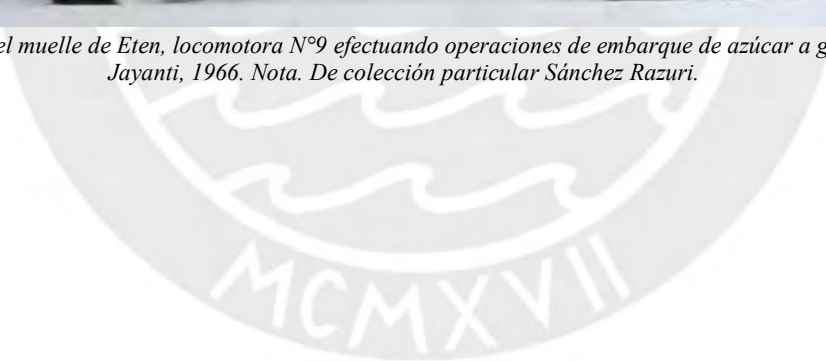 el muelle de Eten, locomotora N°9 efectuando operaciones de embarque de azúcar a g
Jayanti, 1966. Nota. De colección particular Sánchez Razuri.
MCMXVII